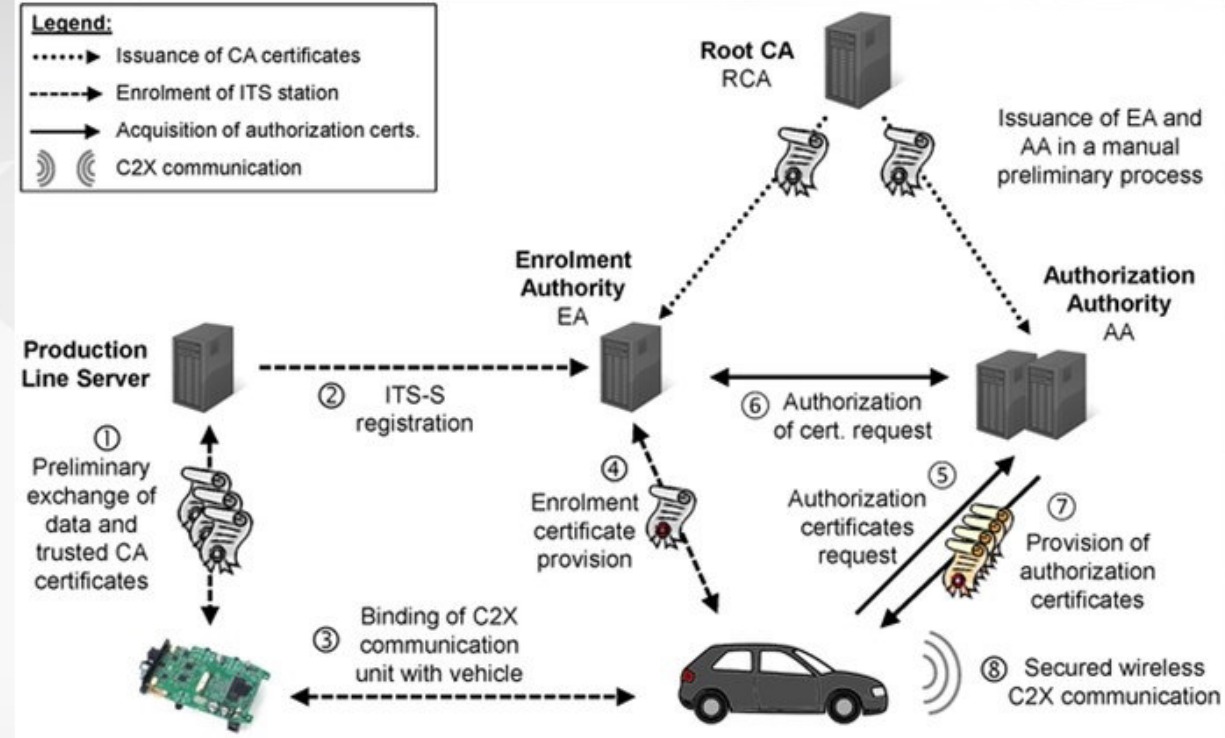 Legend:
Issuance of CA certificates
Enrolment of ITS station
Acquisition of authorization certs.
C2X communication
Root CA
RCA
Issuance of EA and
AA in a manual
preliminary process
Enrolment
Authority
EA
Authorization
Authority
AA
Production
Line Server
②
ITS-S
registration
⑥
Authorization
of cert. request
①
Preliminary
exchange of
data and
trusted CA
certificates
④
Enrolment
certificate
provision
⑤
Authorization
certificates
request
⑦
Provision of
authorization
certificates
③
Binding of C2X
communication
unit with vehicle
⑧
Secured wireless
C2X communication